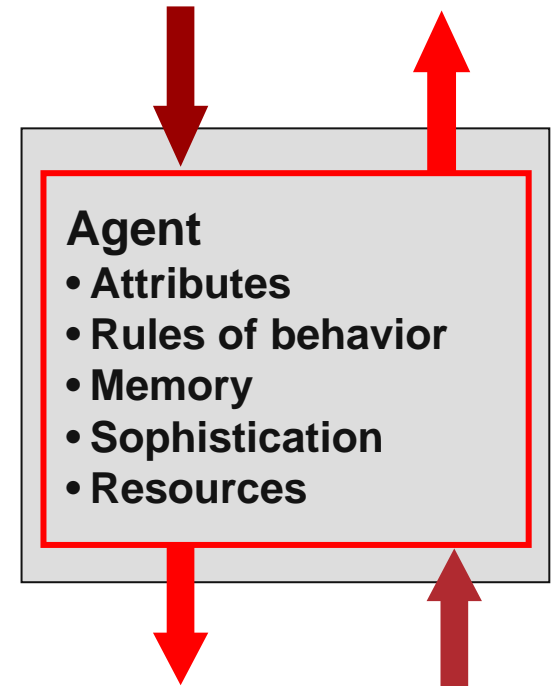 Agent
• Attributes
• Rules of behavior
• Memory
• Sophistication
• Resources